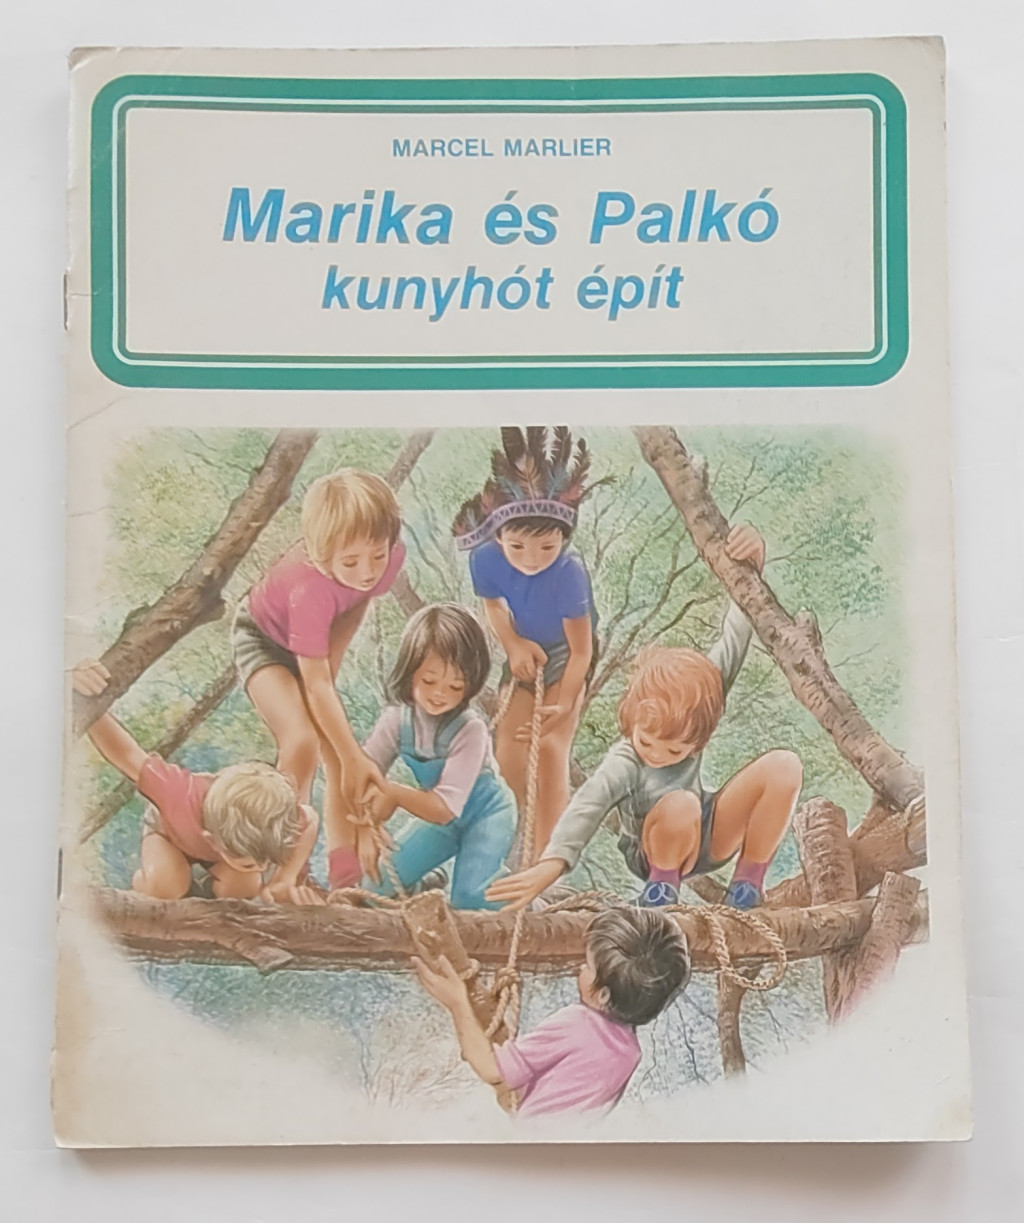 MARCEL MARLIER
Marika és Palkó
kunyhót épít